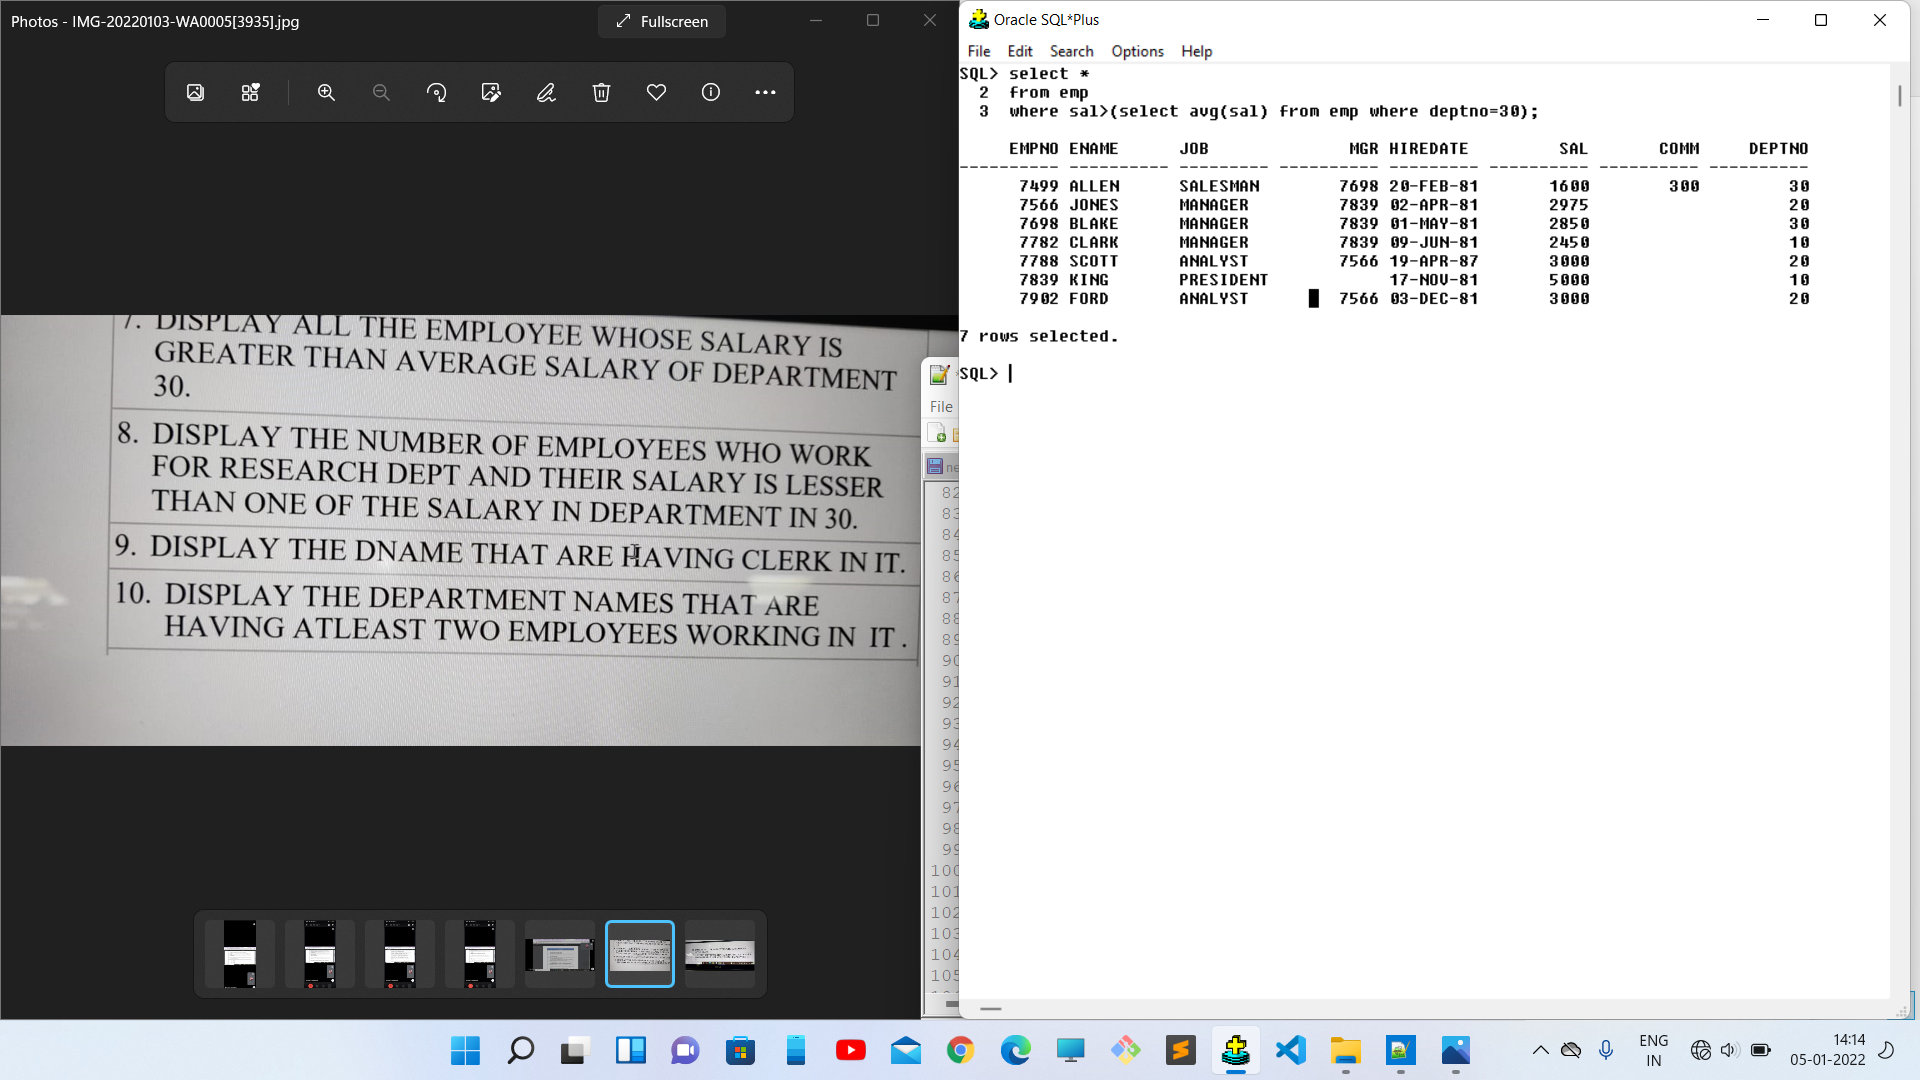 Photos - IMG-20220103-WA0005[3935].jpg
Fullscreen
7. DISPLAY ALL THE EMPLOYEE WHOSE SALARY IS
GREATER THAN AVERAGE SALARY OF DEPARTMENT
30.
8. DISPLAY THE NUMBER OF EMPLOYEES WHO WORK
FOR RESEARCH DEPT AND THEIR SALARY IS LESSER
THAN ONE OF THE SALARY IN DEPARTMENT IN 30.
9. DISPLAY THE DNAME THAT ARE HAVING CLERK IN IT.
10. DISPLAY THE DEPARTMENT NAMES THAT ARE
HAVING ATLEAST TWO EMPLOYEES WORKING IN IT .
File
ne
82
83
84
85
86
87
88
89
90
91
92
93
94
95
96
97
98
99
100
101
102
103
104
105
Oracle SQL*Plus
File Edit Search Options Help
SQL> select *
2 from emp
3 where sal>(select avg(sal) from emp where deptno=30);
EMPNO ENAME JOB MGR HIREDATE SAL COMM DEPTNO
---------- ---------- --------- ---------- --------- ---------- ---------- ----------
7499 ALLEN SALESMAN 7698 20-FEB-81 1600 300 30
7566 JONES MANAGER 7839 02-APR-81 2975 20
7698 BLAKE MANAGER 7839 01-MAY-81 2850 30
7782 CLARK MANAGER 7839 09-JUN-81 2450 10
7788 SCOTT ANALYST 7566 19-APR-87 3000 20
7839 KING PRESIDENT 17-NOV-81 5000 10
7902 FORD ANALYST 7566 03-DEC-81 3000 20
7 rows selected.
SQL>
ENG
IN
14:14
05-01-2022